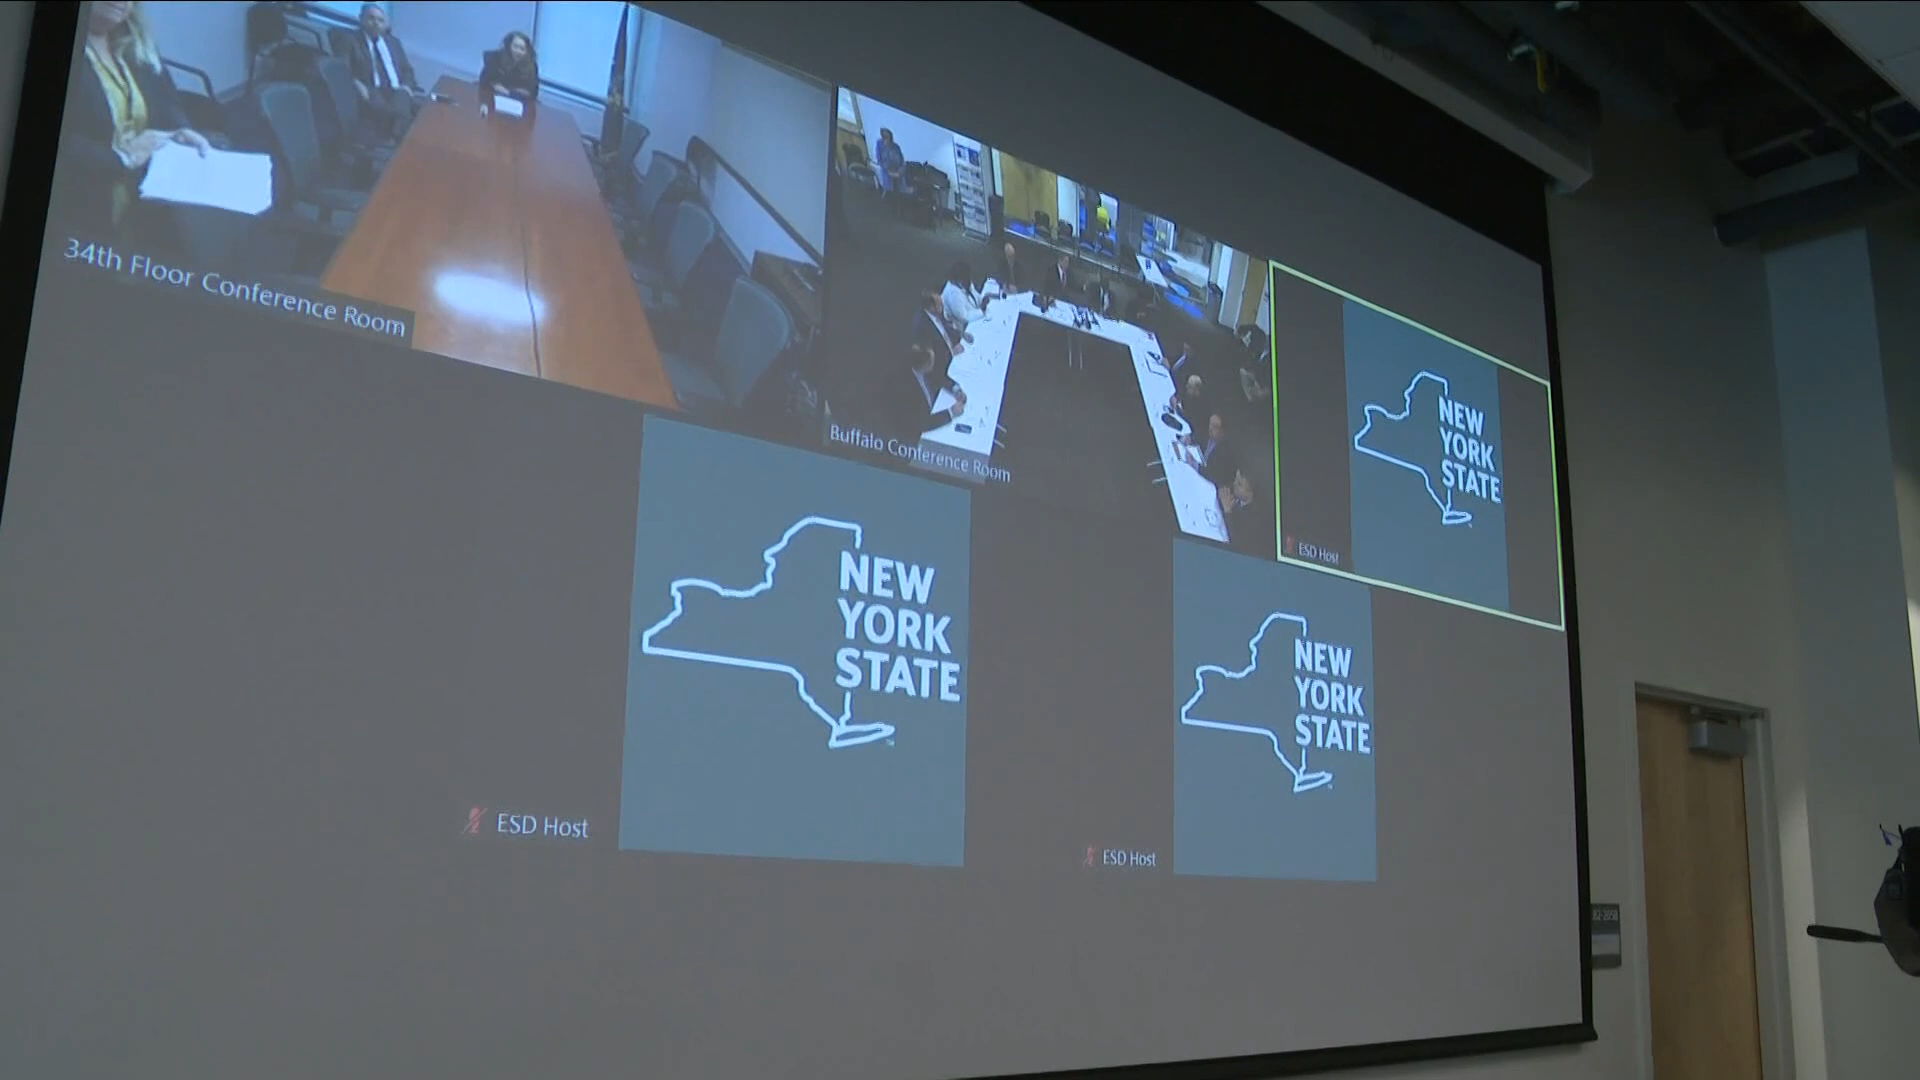 34th Floor Conference Room
Buffalo Conference Room
NEW
YORK
STATE
ESD Host
NEW
YORK
STATE
ESD Host
NEW
YORK
STATE
ESD Host